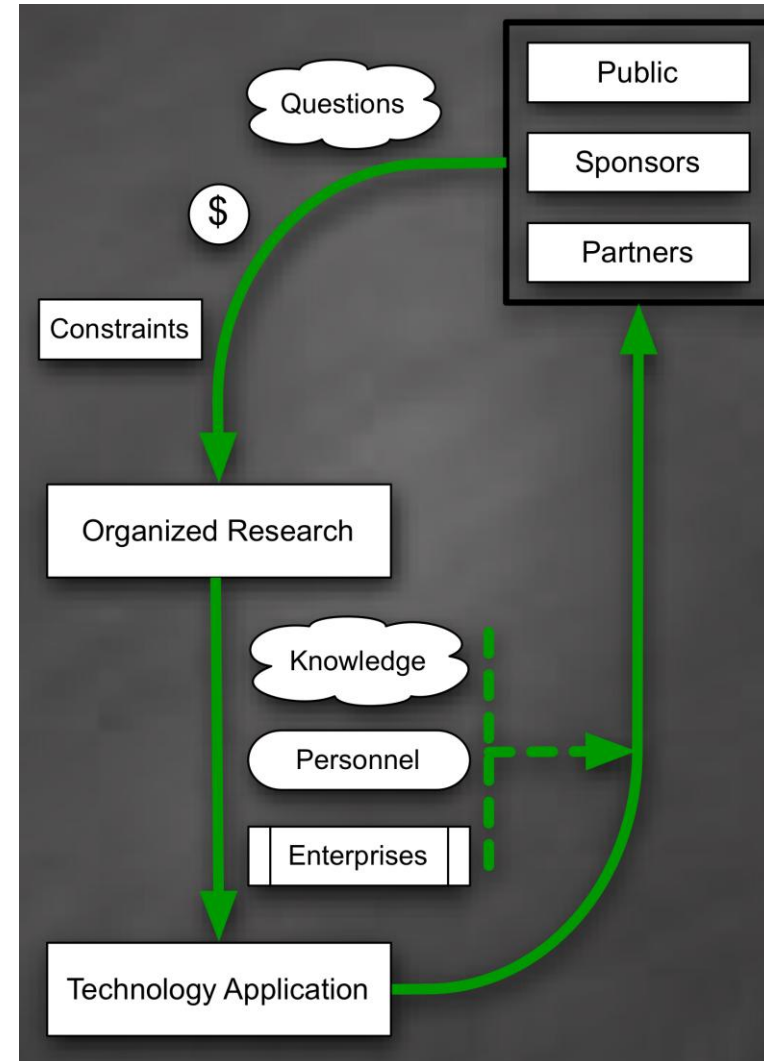 Public
Questions
Sponsors
$
Partners
Constraints
Organized Research
Knowledge
Personnel
Enterprises
Technology Application